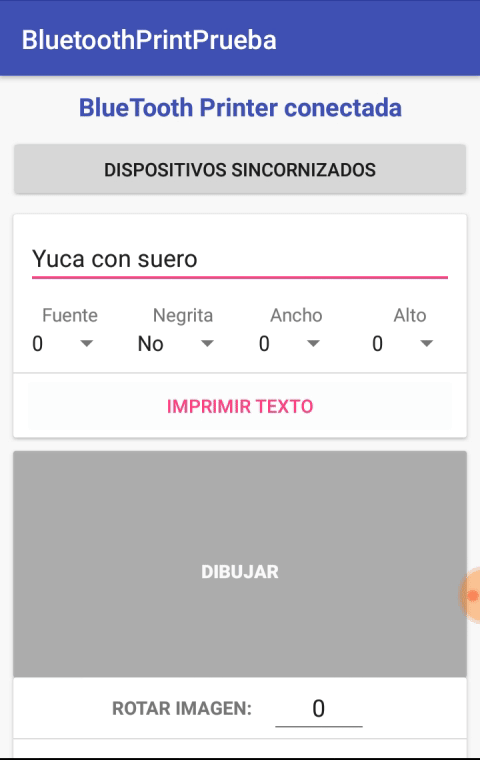 BluetoothPrintPrueba
BlueTooth Printer conectada
DISPOSITIVOS SINCORNIZADOS
Yuca con suero
Fuente Negrita Ancho Alto
0 No 0 0
IMPRIMIR TEXTO
DIBUJAR
ROTAR IMAGEN: 0